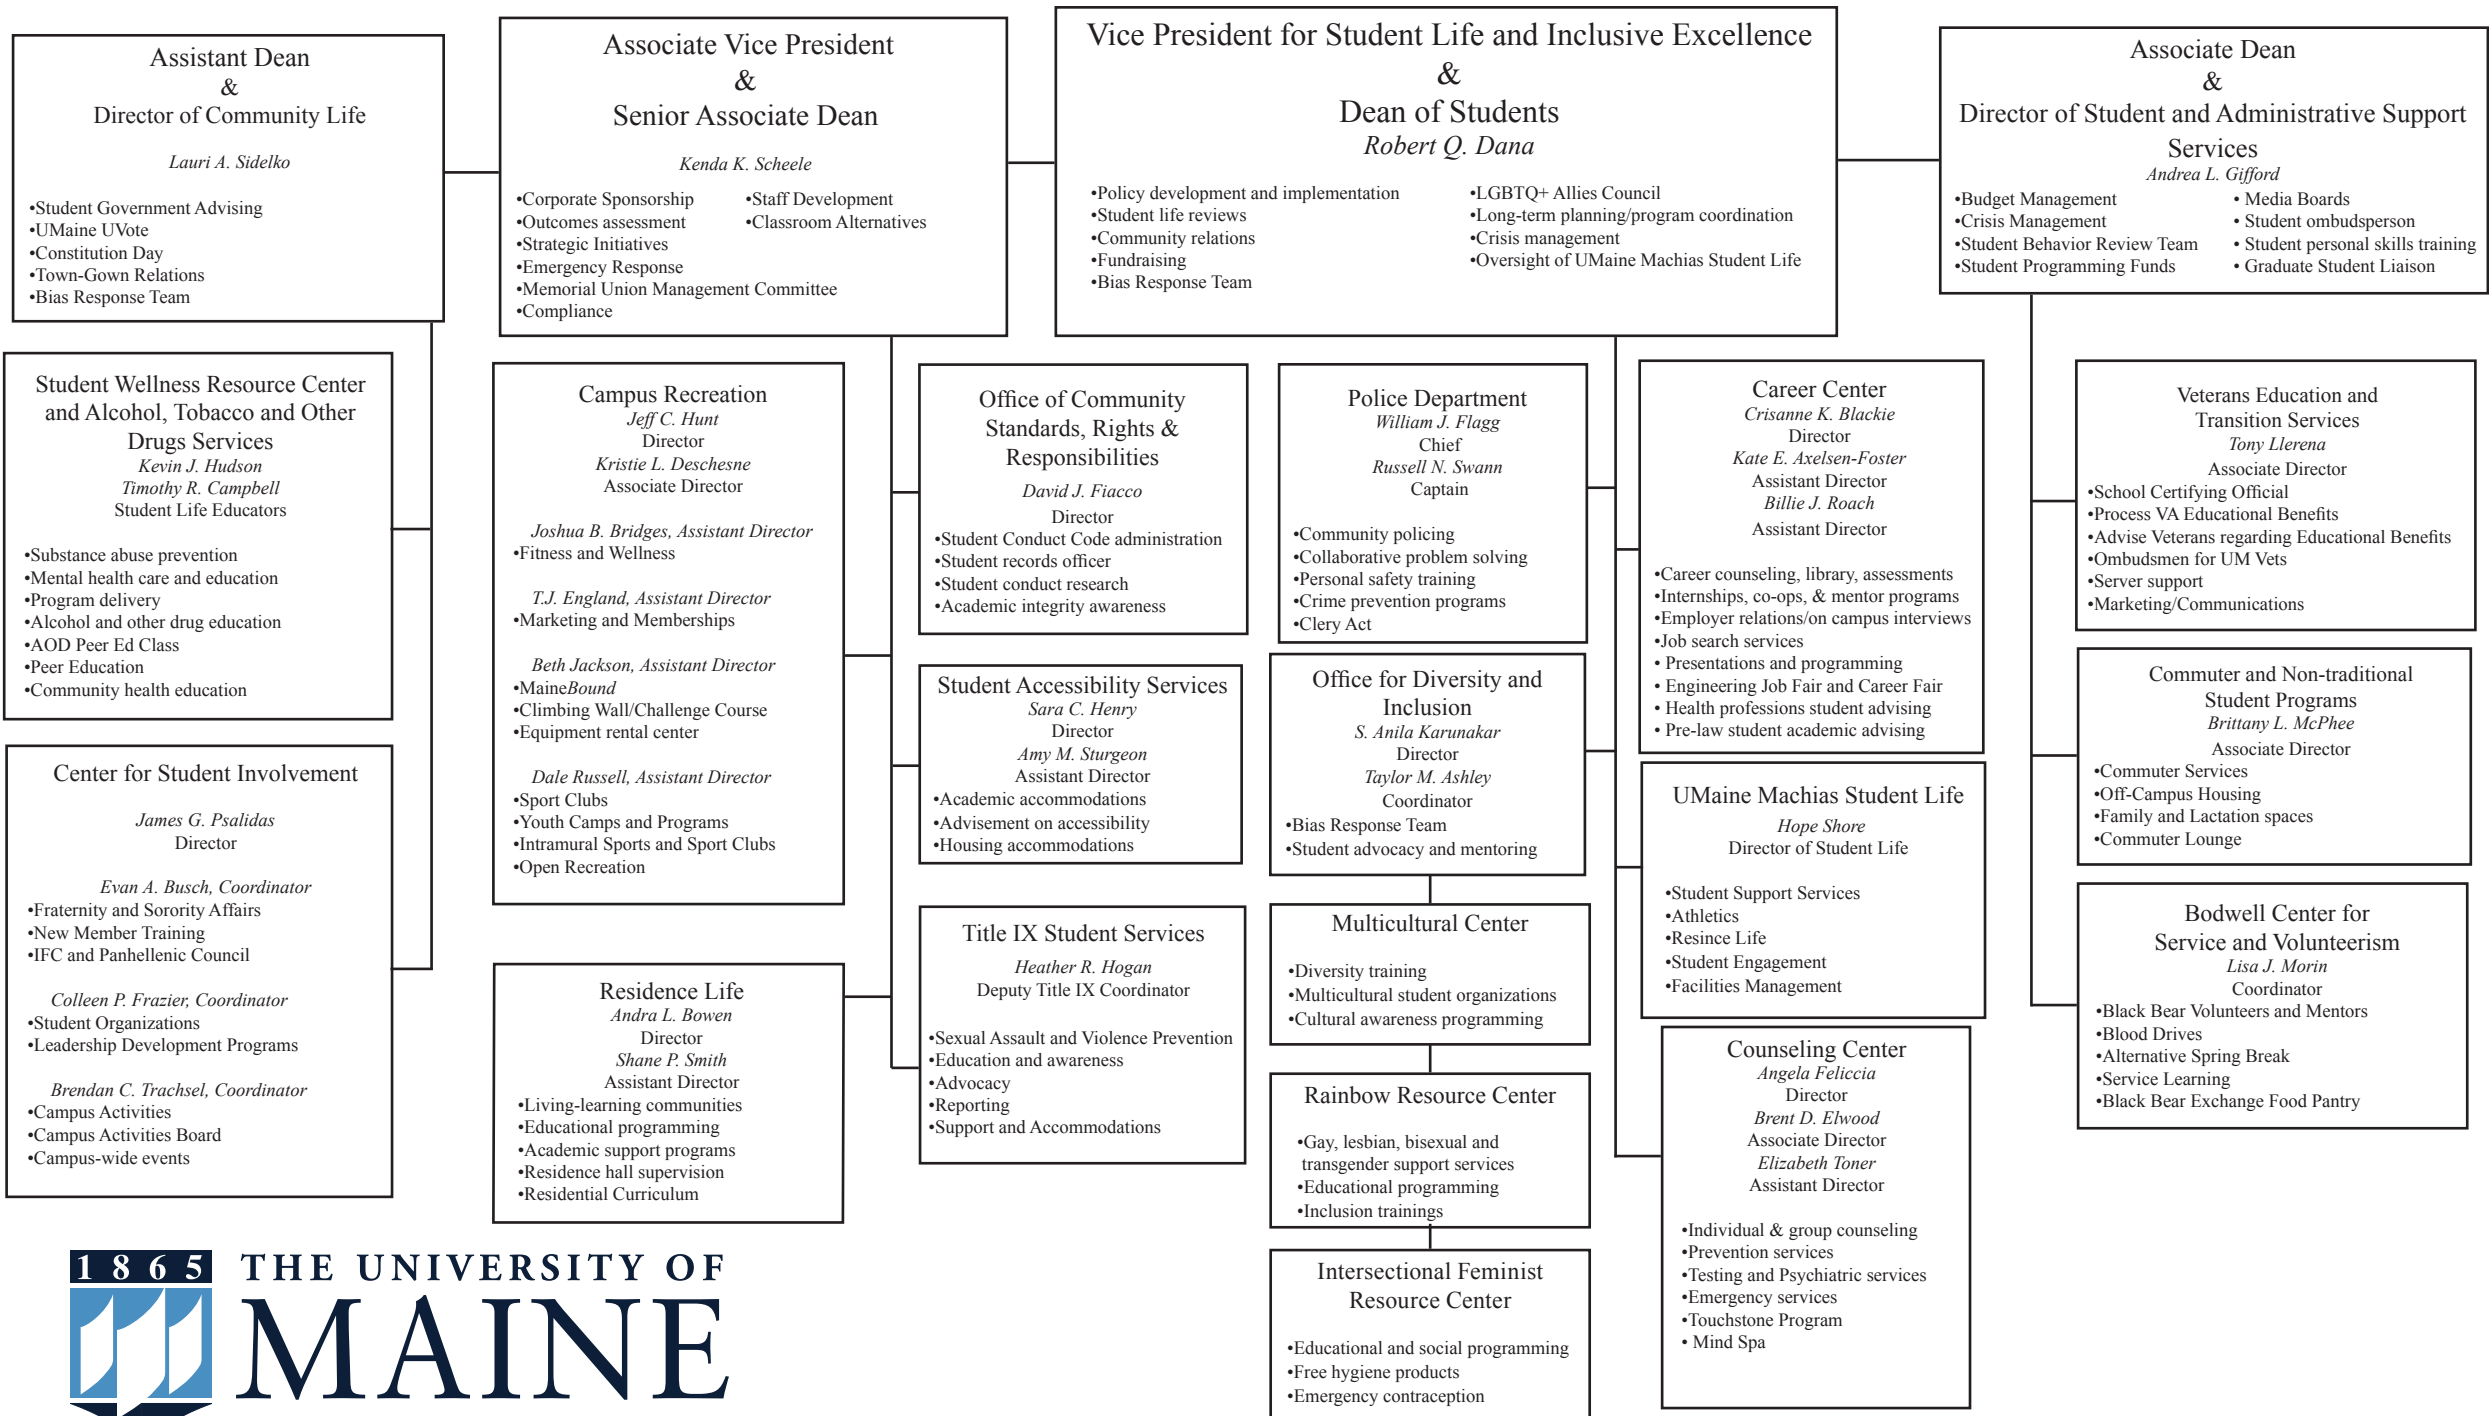 Assistant Dean
&
Director of Community Life
Lauri A. Sidelko
•Student Government Advising
•UMaine UVote
•Constitution Day
•Town-Gown Relations
•Bias Response Team
Associate Vice President
&
Senior Associate Dean
Kenda K. Scheele
•Corporate Sponsorship
•Outcomes assessment
•Strategic Initiatives
•Emergency Response
•Memorial Union Management Committee
•Compliance
•Staff Development
•Classroom Alternatives
Vice President for Student Life and Inclusive Excellence
&
Dean of Students
Robert Q. Dana
•Policy development and implementation
•Student life reviews
•Community relations
•Fundraising
•Bias Response Team
•LGBTQ+ Allies Council
•Long-term planning/program coordination
•Crisis management
•Oversight of UMaine Machias Student Life
Associate Dean
&
Director of Student and Administrative Support
Services
Andrea L. Gifford
•Budget Management
•Crisis Management
•Student Behavior Review Team
•Student Programming Funds
• Media Boards
• Student ombudsperson
• Student personal skills training
• Graduate Student Liaison
Student Wellness Resource Center
and Alcohol, Tobacco and Other
Drugs Services
Kevin J. Hudson
Timothy R. Campbell
Student Life Educators
•Substance abuse prevention
•Mental health care and education
•Program delivery
•Alcohol and other drug education
•AOD Peer Ed Class
•Peer Education
•Community health education
Center for Student Involvement
James G. Psalidas
Director
Evan A. Busch, Coordinator
•Fraternity and Sorority Affairs
•New Member Training
•IFC and Panhellenic Council
Colleen P. Frazier, Coordinator
•Student Organizations
•Leadership Development Programs
Brendan C. Trachsel, Coordinator
•Campus Activities
•Campus Activities Board
•Campus-wide events
Campus Recreation
Jeff C. Hunt
Director
Kristie L. Deschesne
Associate Director
Joshua B. Bridges, Assistant Director
•Fitness and Wellness
T.J. England, Assistant Director
•Marketing and Memberships
Beth Jackson, Assistant Director
•MaineBound
•Climbing Wall/Challenge Course
•Equipment rental center
Dale Russell, Assistant Director
•Sport Clubs
•Youth Camps and Programs
•Intramural Sports and Sport Clubs
•Open Recreation
Residence Life
Andra L. Bowen
Director
Shane P. Smith
Assistant Director
•Living-learning communities
•Educational programming
•Academic support programs
•Residence hall supervision
•Residential Curriculum
Office of Community
Standards, Rights &
Responsibilities
David J. Fiacco
Director
•Student Conduct Code administration
•Student records officer
•Student conduct research
•Academic integrity awareness
Student Accessibility Services
Sara C. Henry
Director
Amy M. Sturgeon
Assistant Director
•Academic accommodations
•Advisement on accessibility
•Housing accommodations
Title IX Student Services
Heather R. Hogan
Deputy Title IX Coordinator
•Sexual Assault and Violence Prevention
•Education and awareness
•Advocacy
•Reporting
•Support and Accommodations
Police Department
William J. Flagg
Chief
Russell N. Swann
Captain
•Community policing
•Collaborative problem solving
•Personal safety training
•Crime prevention programs
•Clery Act
Office for Diversity and
Inclusion
S. Anila Karunakar
Director
Taylor M. Ashley
Coordinator
•Bias Response Team
•Student advocacy and mentoring
Multicultural Center
•Diversity training
•Multicultural student organizations
•Cultural awareness programming
Rainbow Resource Center
•Gay, lesbian, bisexual and
transgender support services
•Educational programming
•Inclusion trainings
Intersectional Feminist
Resource Center
•Educational and social programming
•Free hygiene products
•Emergency contraception
Career Center
Crisanne K. Blackie
Director
Kate E. Axelsen-Foster
Assistant Director
Billie J. Roach
Assistant Director
•Career counseling, library, assessments
•Internships, co-ops, & mentor programs
•Employer relations/on campus interviews
•Job search services
• Presentations and programming
• Engineering Job Fair and Career Fair
• Health professions student advising
• Pre-law student academic advising
UMaine Machias Student Life
Hope Shore
Director of Student Life
•Student Support Services
•Athletics
•Resince Life
•Student Engagement
•Facilities Management
Counseling Center
Angela Feliccia
Director
Brent D. Elwood
Associate Director
Elizabeth Toner
Assistant Director
•Individual & group counseling
•Prevention services
•Testing and Psychiatric services
•Emergency services
•Touchstone Program
• Mind Spa
Veterans Education and
Transition Services
Tony Llerena
Associate Director
•School Certifying Official
•Process VA Educational Benefits
•Advise Veterans regarding Educational Benefits
•Ombudsmen for UM Vets
•Server support
•Marketing/Communications
Commuter and Non-traditional
Student Programs
Brittany L. McPhee
Associate Director
•Commuter Services
•Off-Campus Housing
•Family and Lactation spaces
•Commuter Lounge
Bodwell Center for
Service and Volunteerism
Lisa J. Morin
Coordinator
•Black Bear Volunteers and Mentors
•Blood Drives
•Alternative Spring Break
•Service Learning
•Black Bear Exchange Food Pantry
1865
THE UNIVERSITY OF
MAINE